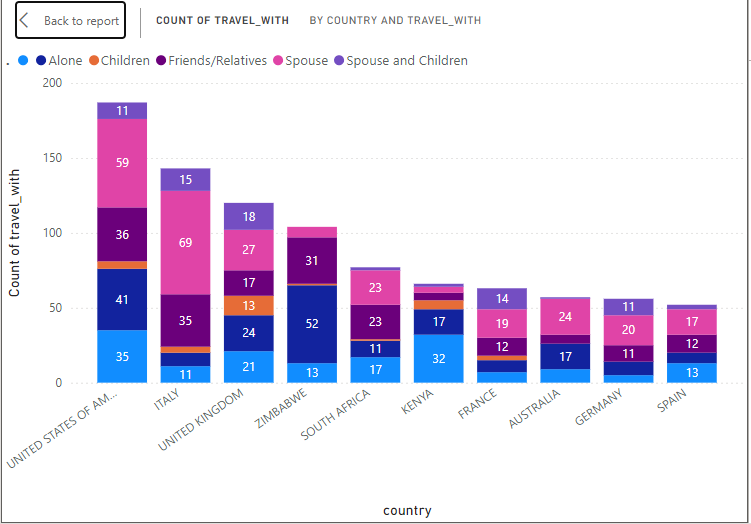 Back to report
COUNT OF TRAVEL_WITH
BY COUNTRY AND TRAVEL_WITH
Alone Children Friends/Relatives Spouse Spouse and Children
Count of travel_with
200
150
100
50
0
11
59
36
41
35
15
69
35
11
18
27
17
13
24
21
31
52
13
23
23
11
17
17
32
14
19
12
24
17
11
20
11
17
12
13
UNITED STATES OF AM...
ITALY
UNITED KINGDOM
ZIMBABWE
SOUTH AFRICA
KENYA
FRANCE
AUSTRALIA
GERMANY
SPAIN
country